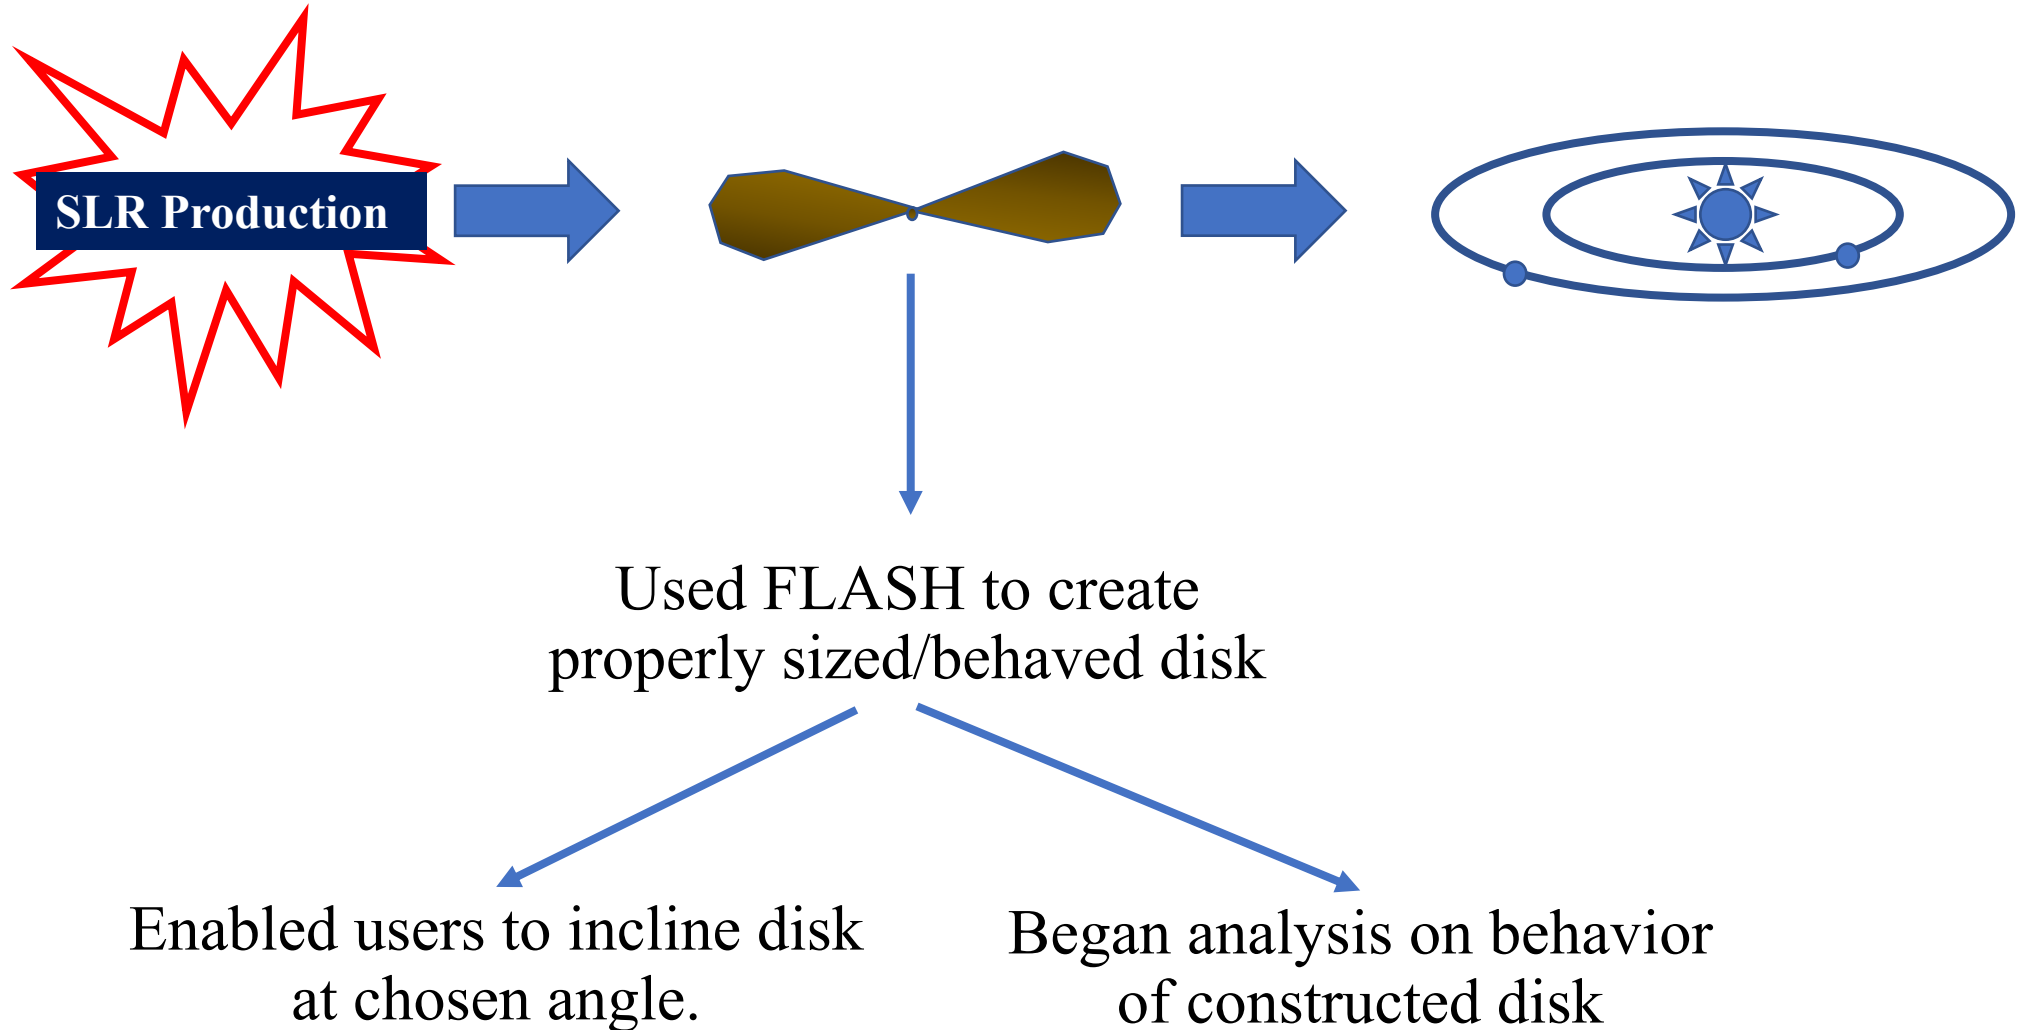 SLR Production
Used FLASH to create
properly sized/behaved disk
Enabled users to incline disk
at chosen angle.
Began analysis on behavior
of constructed disk